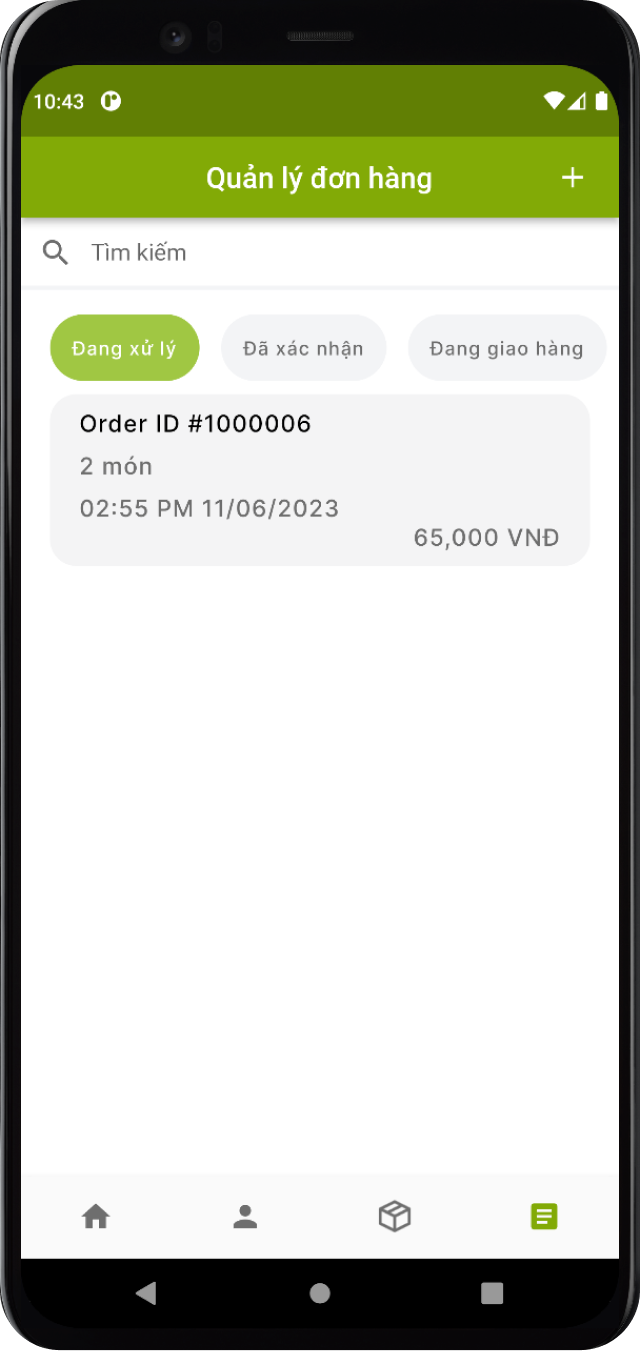 10:43
Quản lý đơn hàng
Tìm kiếm
Đang xử lý
Đã xác nhận
Đang giao hàng
Order ID #1000006
2 món
02:55 PM 11/06/2023
65,000 VNĐ